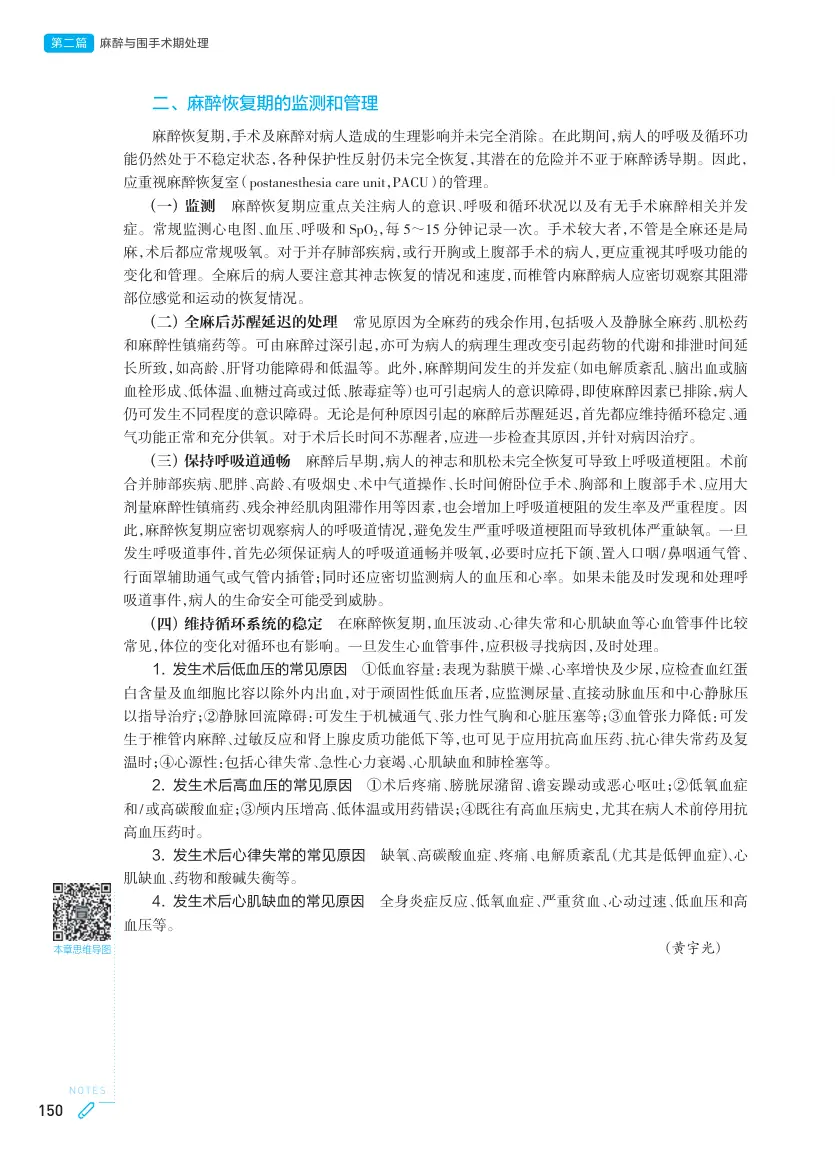 第二篇 麻醉与围手术期处理
二、麻醉恢复期的监测和管理
麻醉恢复期,手术及麻醉对病人造成的生理影响并未完全消除。在此期间,病人的呼吸及循环功
能仍然处于不稳定状态,各种保护性反射仍未完全恢复,其潜在的危险并不亚于麻醉诱导期。因此,
应重视麻醉恢复室(postanesthesia care unit,PACU)的管理。
(一) 监测 麻醉恢复期应重点关注病人的意识、呼吸和循环状况以及有无手术麻醉相关并发
症。常规监测心电图、血压、呼吸和 SpO₂,每 5～15 分钟记录一次。手术较大者,不管是全麻还是局
麻,术后都应常规吸氧。对于并存肺部疾病,或行开胸或上腹部手术的病人,更应重视其呼吸功能的
变化和管理。全麻后的病人要注意其神志恢复的情况和速度,而椎管内麻醉病人应密切观察其阻滞
部位感觉和运动的恢复情况。
(二) 全麻后苏醒延迟的处理 常见原因为全麻药的残余作用,包括吸入及静脉全麻药、肌松药
和麻醉性镇痛药等。可由麻醉过深引起,亦可为病人的病理生理改变引起药物的代谢和排泄时间延
长所致,如高龄、肝肾功能障碍和低温等。此外,麻醉期间发生的并发症(如电解质紊乱、脑出血或脑
血栓形成、低体温、血糖过高或过低、脓毒症等)也可引起病人的意识障碍,即使麻醉因素已排除,病人
仍可发生不同程度的意识障碍。无论是何种原因引起的麻醉后苏醒延迟,首先都应维持循环稳定、通
气功能正常和充分供氧。对于术后长时间不苏醒者,应进一步检查其原因,并针对病因治疗。
(三) 保持呼吸道通畅 麻醉后早期,病人的神志和肌松未完全恢复可导致上呼吸道梗阻。术前
合并肺部疾病、肥胖、高龄、有吸烟史、术中气道操作、长时间俯卧位手术、胸部和上腹部手术、应用大
剂量麻醉性镇痛药、残余神经肌肉阻滞作用等因素,也会增加上呼吸道梗阻的发生率及严重程度。因
此,麻醉恢复期应密切观察病人的呼吸道情况,避免发生严重呼吸道梗阻而导致机体严重缺氧。一旦
发生呼吸道事件,首先必须保证病人的呼吸道通畅并吸氧,必要时应托下颌、置入口咽/鼻咽通气管、
行面罩辅助通气或气管内插管;同时还应密切监测病人的血压和心率。如果未能及时发现和处理呼
吸道事件,病人的生命安全可能受到威胁。
(四) 维持循环系统的稳定 在麻醉恢复期,血压波动、心律失常和心肌缺血等心血管事件比较
常见,体位的变化对循环也有影响。一旦发生心血管事件,应积极寻找病因,及时处理。
1. 发生术后低血压的常见原因 ①低血容量:表现为黏膜干燥、心率增快及少尿,应检查血红蛋
白含量及血细胞比容以除外内出血,对于顽固性低血压者,应监测尿量、直接动脉血压和中心静脉压
以指导治疗;②静脉回流障碍:可发生于机械通气、张力性气胸和心脏压塞等;③血管张力降低:可发
生于椎管内麻醉、过敏反应和肾上腺皮质功能低下等,也可见于应用抗高血压药、抗心律失常药及复
温时;④心源性:包括心律失常、急性心力衰竭、心肌缺血和肺栓塞等。
2. 发生术后高血压的常见原因 ①术后疼痛、膀胱尿潴留、谵妄躁动或恶心呕吐;②低氧血症
和/或高碳酸血症;③颅内压增高、低体温或用药错误;④既往有高血压病史,尤其在病人术前停用抗
高血压药时。
3. 发生术后心律失常的常见原因 缺氧、高碳酸血症、疼痛、电解质紊乱(尤其是低钾血症)、心
肌缺血、药物和酸碱失衡等。
4. 发生术后心肌缺血的常见原因 全身炎症反应、低氧血症、严重贫血、心动过速、低血压和高
血压等。
本章思维导图
(黄宇光)
NOTES
150